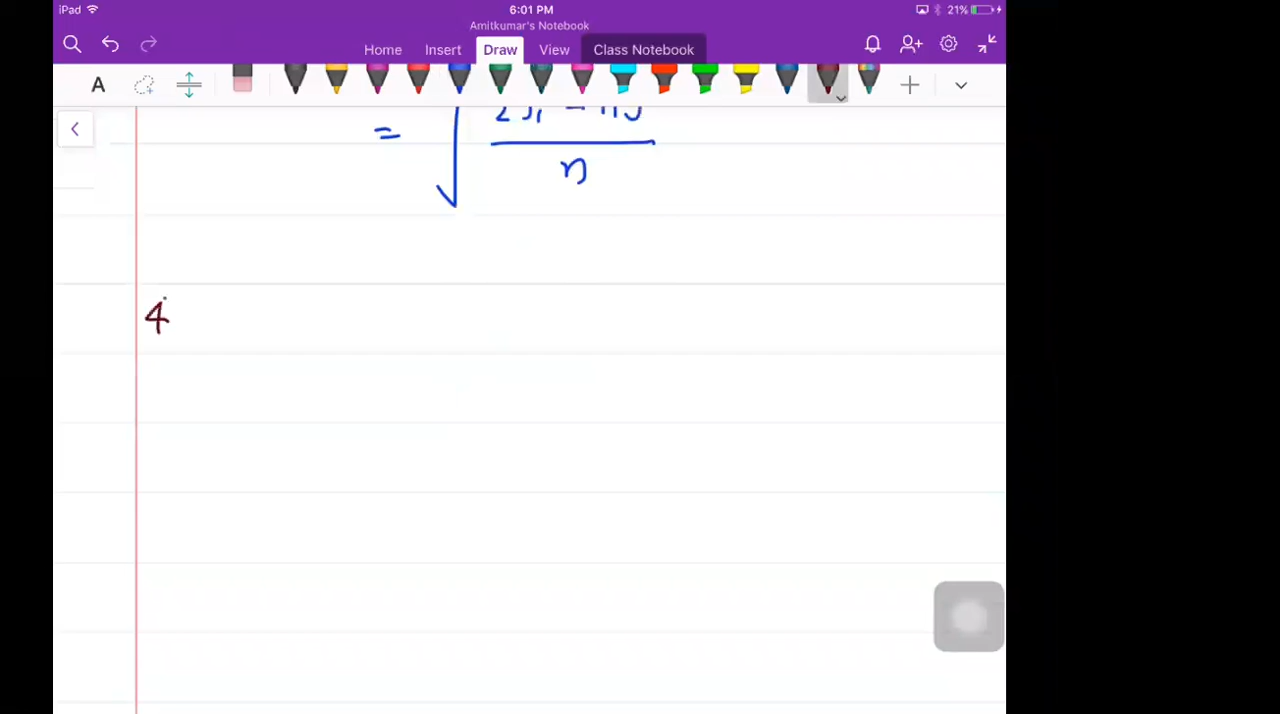 iPad 6:01 PM 21%
Amitkumar's Notebook
Home Insert Draw View Class Notebook
A
=
n
4